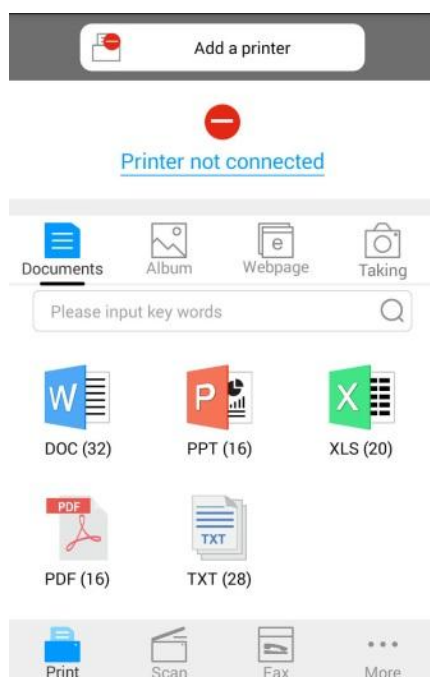 Add a printer
Printer not connected
Documents Album Webpage Taking
Please input key words
W P X
DOC (32) PPT (16) XLS (20)
PDF TXT
PDF (16) TXT (28)
Print Scan Fax More